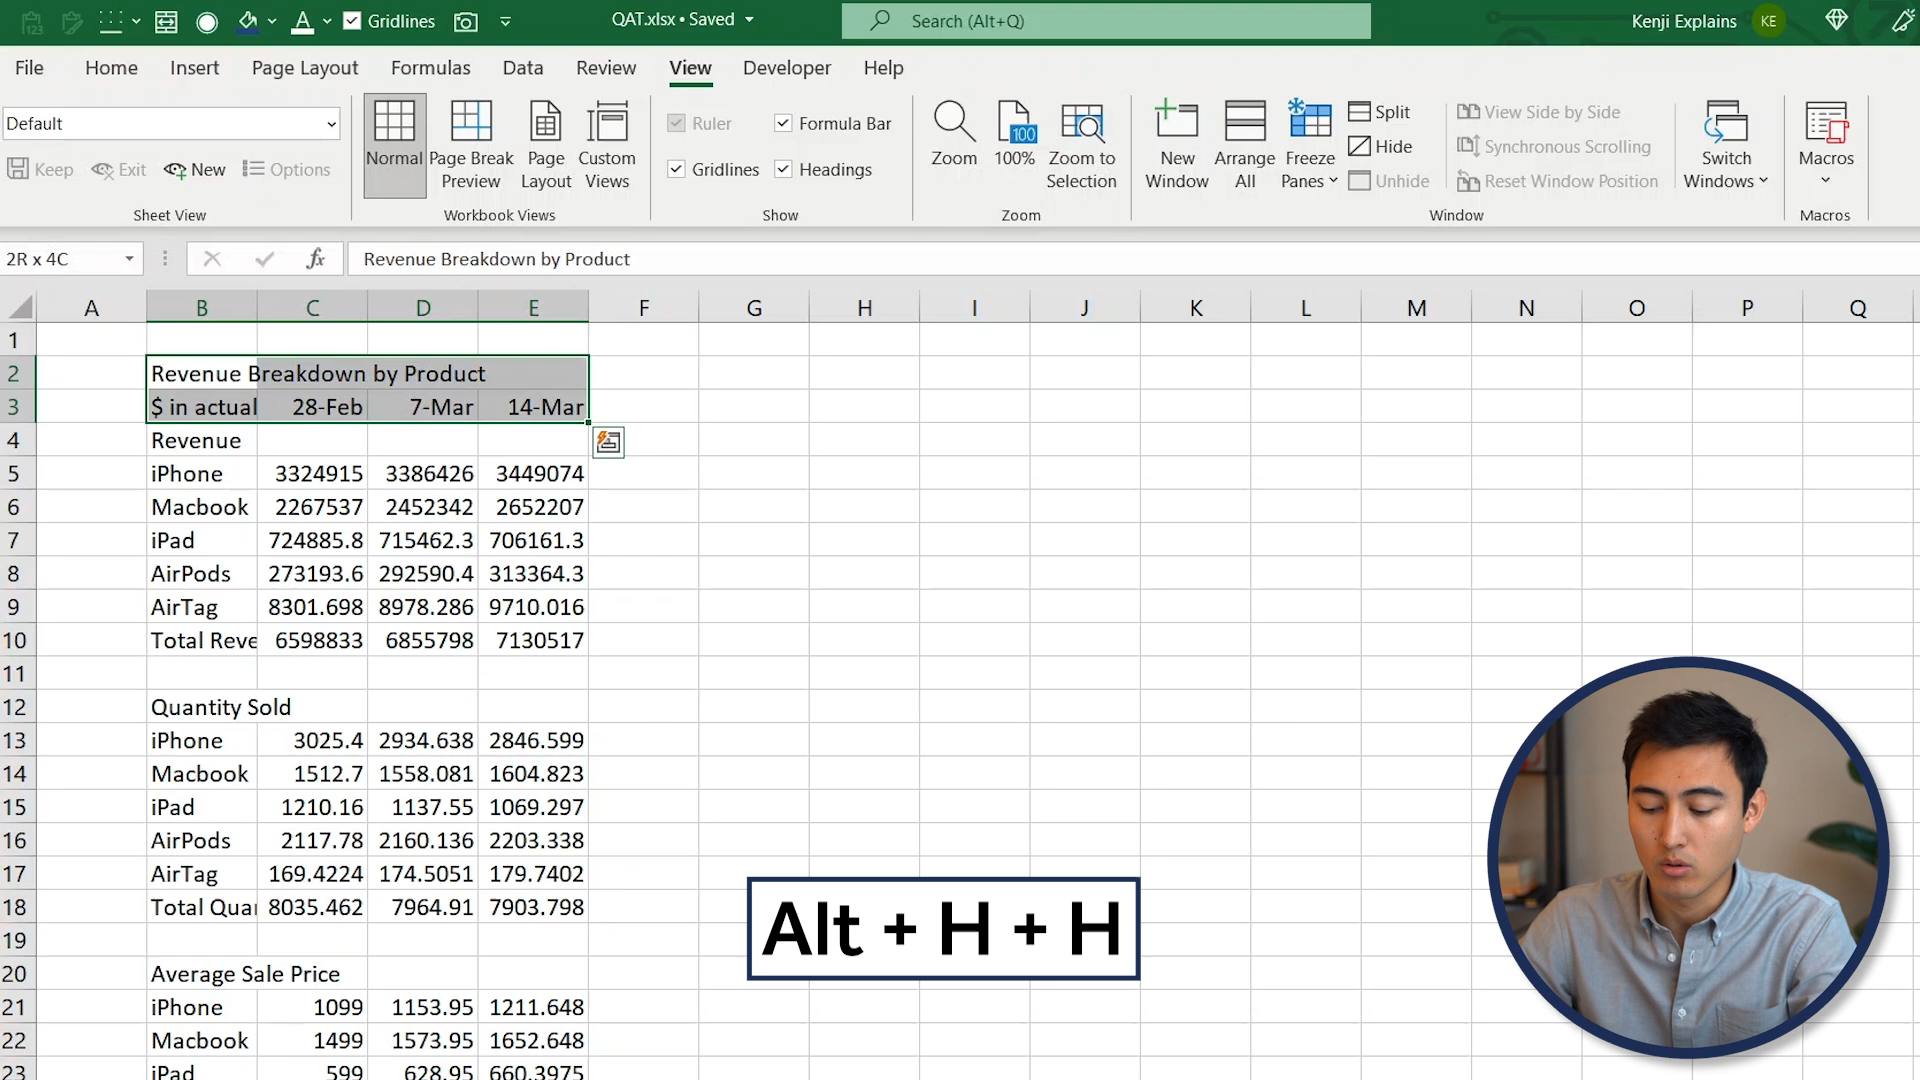 Gridlines
QAT.xlsx • Saved
Search (Alt+Q)
Kenji Explains
KE
File Home Insert Page Layout Formulas Data Review View Developer Help
Default
Keep Exit New Options
Sheet View
Normal
Page Break Preview
Page Layout
Custom Views
Workbook Views
Ruler Formula Bar
Gridlines Headings
Show
Zoom
100
100%
Zoom to Selection
Zoom
New Window
Arrange All
Freeze Panes
Split
Hide
Unhide
View Side by Side
Synchronous Scrolling
Reset Window Position
Window
Switch Windows
Macros
Macros
2R x 4C
fx
Revenue Breakdown by Product
A B C D E F G H I J K L M N O P Q
1
2 Revenue Breakdown by Product
3 $ in actual 28-Feb 7-Mar 14-Mar
4 Revenue
5 iPhone 3324915 3386426 3449074
6 Macbook 2267537 2452342 2652207
7 iPad 724885.8 715462.3 706161.3
8 AirPods 273193.6 292590.4 313364.3
9 AirTag 8301.698 8978.286 9710.016
10 Total Reve 6598833 6855798 7130517
11
12 Quantity Sold
13 iPhone 3025.4 2934.638 2846.599
14 Macbook 1512.7 1558.081 1604.823
15 iPad 1210.16 1137.55 1069.297
16 AirPods 2117.78 2160.136 2203.338
17 AirTag 169.4224 174.5051 179.7402
18 Total Qua 8035.462 7964.91 7903.798
19
20 Average Sale Price
21 iPhone 1099 1153.95 1211.648
22 Macbook 1499 1573.95 1652.648
23 iPad 599 628.95 660.3975
Alt + H + H